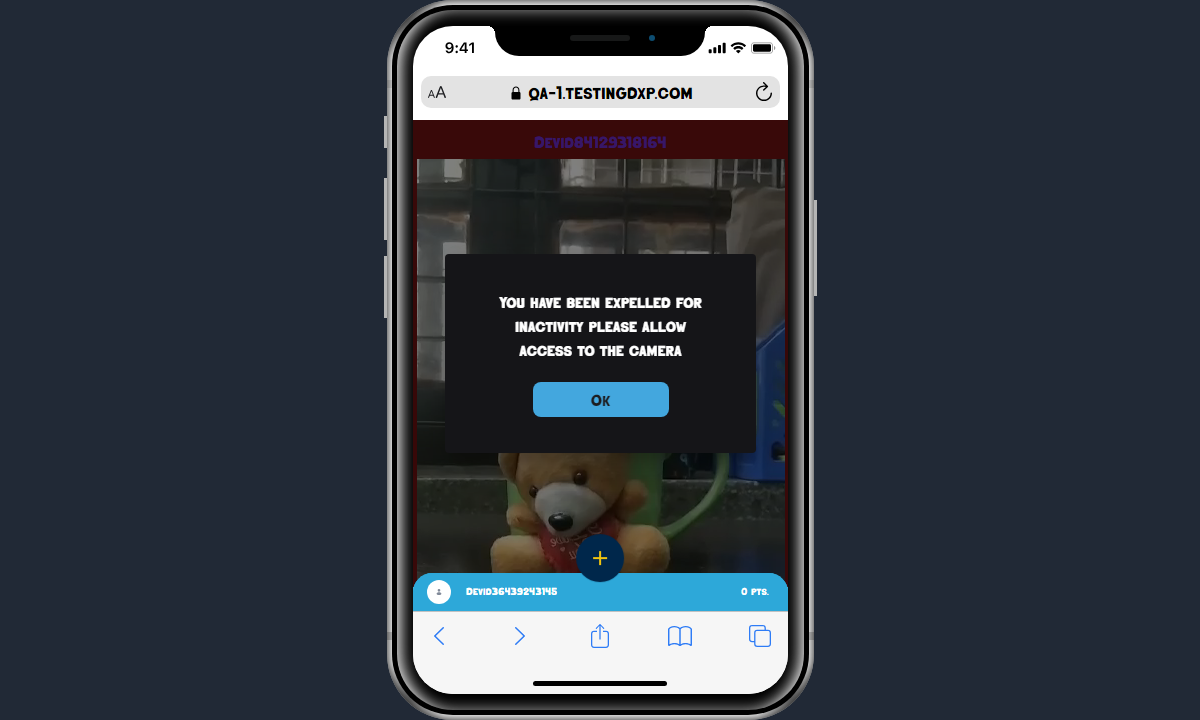 9:41
AA QA-1.TESTINGDXP.COM
Devid84129318164
You have been expelled for
inactivity please allow
access to the camera
Ok
Devid36439243145 0 pts.